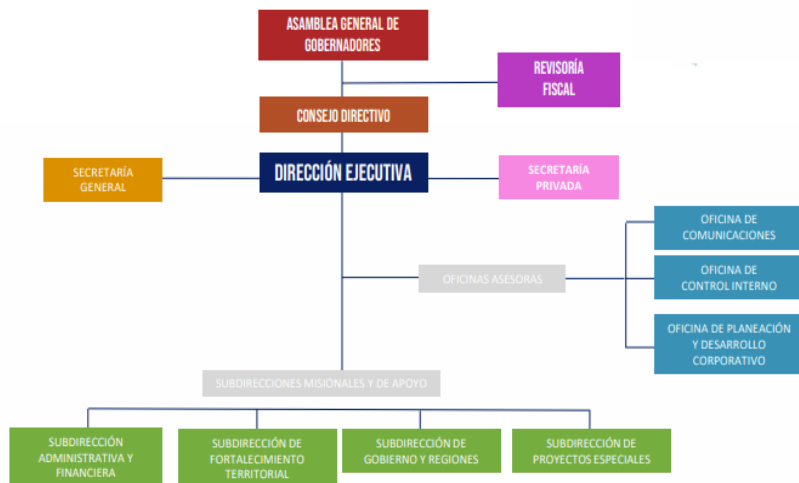 ASAMBLEA GENERAL DE
GOBERNADORES
REVISORÍA
FISCAL
CONSEJO DIRECTIVO
SECRETARÍA
GENERAL
DIRECCIÓN EJECUTIVA
SECRETARÍA
PRIVADA
OFICINA DE
COMUNICACIONES
OFICINAS ASESORAS
OFICINA DE
CONTROL INTERNO
OFICINA DE PLANEACIÓN
Y DESARROLLO
CORPORATIVO
SUBDIRECCIONES MISIONALES Y DE APOYO
SUBDIRECCIÓN
ADMINISTRATIVA Y
FINANCIERA
SUBDIRECCIÓN DE
FORTALECIMIENTO
TERRITORIAL
SUBDIRECCIÓN DE
GOBIERNO Y REGIONES
SUBDIRECCIÓN DE
PROYECTOS ESPECIALES